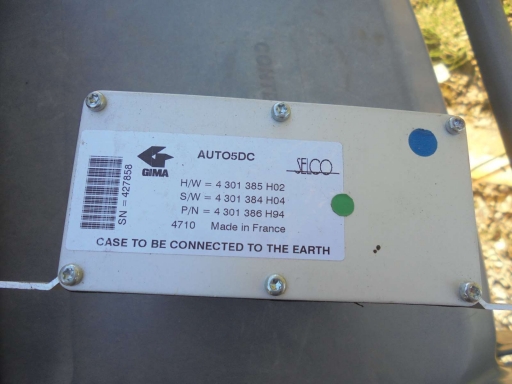 GIMA
AUTO5DC
SELCO
SN = 427858
H/W = 4 301 385 H02
S/W = 4 301 384 H04
P/N = 4 301 386 H94
4710 Made in France
CASE TO BE CONNECTED TO THE EARTH